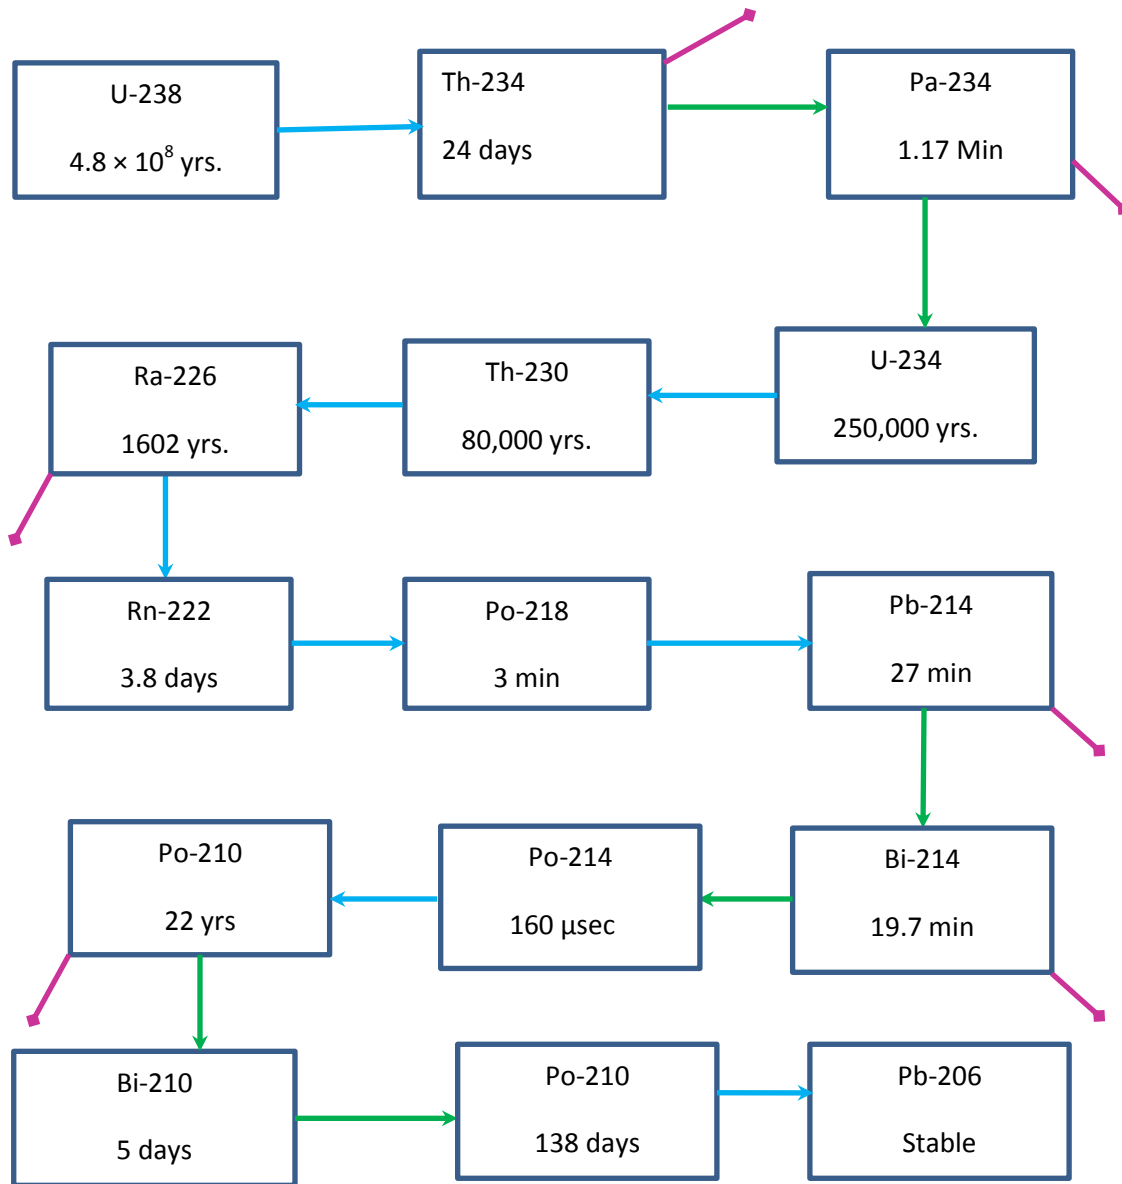 U-238
4.8 × 10⁸ yrs.
Th-234
24 days
Pa-234
1.17 Min
Ra-226
1602 yrs.
Th-230
80,000 yrs.
U-234
250,000 yrs.
Rn-222
3.8 days
Po-218
3 min
Pb-214
27 min
Po-210
22 yrs
Po-214
160 µsec
Bi-214
19.7 min
Bi-210
5 days
Po-210
138 days
Pb-206
Stable